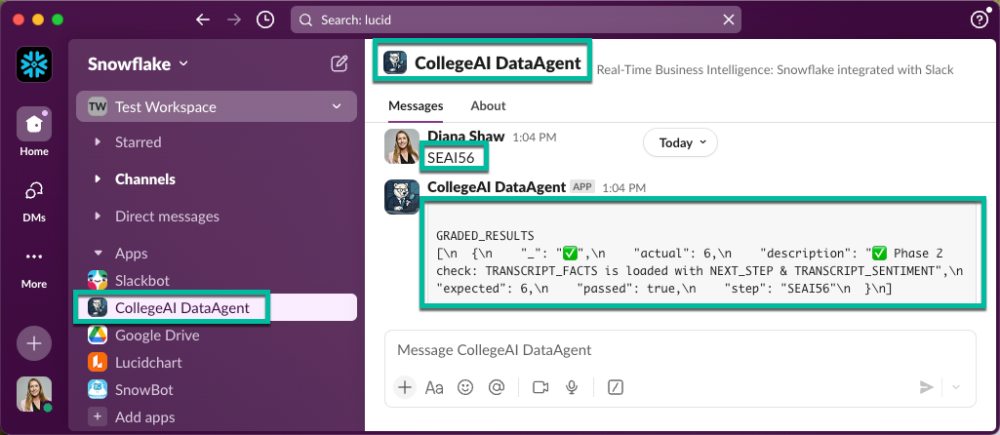 Search: lucid
Snowflake
TW Test Workspace
Starred
Channels
Direct messages
Apps
Slackbot
CollegeAI DataAgent
Google Drive
Lucidchart
SnowBot
Add apps
Home
DMs
More
CollegeAI DataAgent
Real-Time Business Intelligence: Snowflake integrated with Slack
Messages About
Diana Shaw 1:04 PM
Today
SEAI56
CollegeAI DataAgent APP 1:04 PM
GRADED_RESULTS
[\n  {\n    "_": "✅",\n    "actual": 6,\n    "description": "✅ Phase 2
check: TRANSCRIPT_FACTS is loaded with NEXT_STEP & TRANSCRIPT_SENTIMENT",\n
"expected": 6,\n    "passed": true,\n    "step": "SEAI56"\n  }\n]
Message CollegeAI DataAgent
Aa